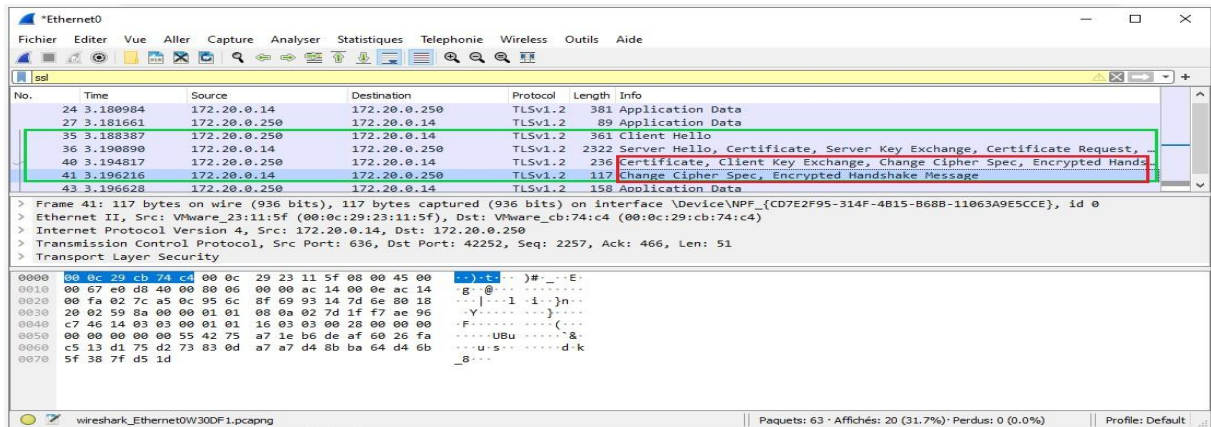 *Ethernet0
Fichier Editer Vue Aller Capture Analyser Statistiques Telephonie Wireless Outils Aide
ssl
No. Time Source Destination Protocol Length Info
24 3.180984 172.20.0.14 172.20.0.250 TLSv1.2 381 Application Data
27 3.181661 172.20.0.14 172.20.0.250 TLSv1.2 89 Application Data
35 3.188387 172.20.0.250 172.20.0.14 TLSv1.2 361 Client Hello
36 3.190890 172.20.0.14 172.20.0.250 TLSv1.2 2322 Server Hello, Certificate, Server Key Exchange, Certificate Request, …
40 3.194817 172.20.0.250 172.20.0.14 TLSv1.2 236 Certificate, Client Key Exchange, Change Cipher Spec, Encrypted Hands…
41 3.196216 172.20.0.14 172.20.0.250 TLSv1.2 117 Change Cipher Spec, Encrypted Handshake Message
43 3.196628 172.20.0.250 172.20.0.14 TLSv1.2 158 Application Data
> Frame 41: 117 bytes on wire (936 bits), 117 bytes captured (936 bits) on interface \Device\NPF_{CD7E2F95-314F-4B15-B68B-11063A9E5CCE}, id 0
> Ethernet II, Src: VMware_23:11:5f (00:0c:29:23:11:5f), Dst: VMware_cb:74:c4 (00:0c:29:cb:74:c4)
> Internet Protocol Version 4, Src: 172.20.0.14, Dst: 172.20.0.250
> Transmission Control Protocol, Src Port: 636, Dst Port: 42252, Seq: 2257, Ack: 466, Len: 51
> Transport Layer Security
0000 00 0c 29 cb 74 c4 00 0c 29 23 11 5f 08 00 45 00 ··)·t··· )#·_··E·
0010 00 67 e0 d8 40 00 80 06 00 00 ac 14 00 0e ac 14 ·g··@··· ········
0020 00 fa 02 7c a5 0c 95 6c 8f 69 93 14 7d 6e 80 18 ···|···l ·i··}n··
0030 20 02 59 8a 00 00 01 01 08 0a 02 7d 1f f7 ae 96 ·Y····· ···}····
0040 c7 46 14 03 03 00 01 01 16 03 03 00 28 00 00 00 ·F······ ····(···
0050 00 00 00 00 00 55 42 75 a7 1e b6 de af 60 26 fa ·····UBu ·····`&·
0060 c5 13 d1 75 d2 73 83 0d a7 a7 d4 8b ba 64 d4 6b ···u·s·· ·····d·k
0070 5f 38 7f d5 1d _8···
wireshark_Ethernet0W30DF1.pcapng Paquets: 63 · Affichés: 20 (31.7%) · Perdus: 0 (0.0%) Profile: Default